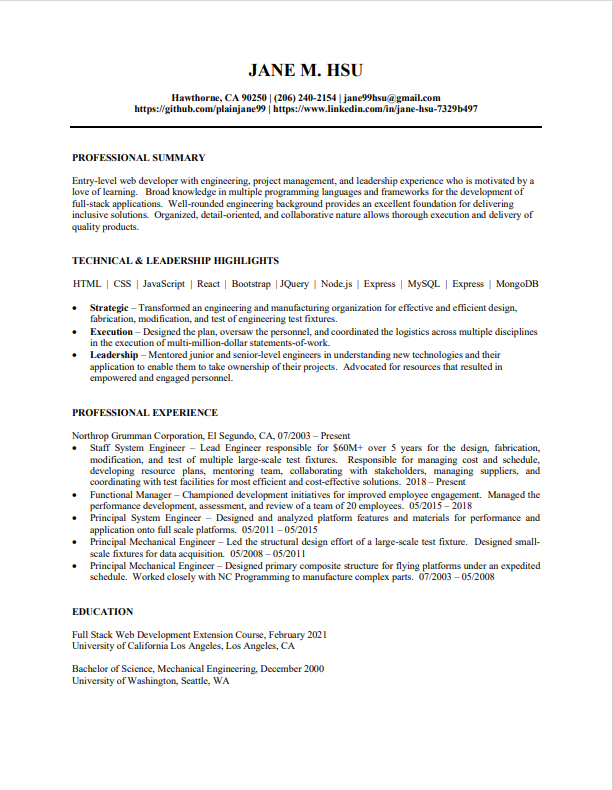 JANE M. HSU
Hawthorne, CA 90250 | (206) 240-2154 | jane99hsu@gmail.com
https://github.com/plainjane99 | https://www.linkedin.com/in/jane-hsu-7329b497
PROFESSIONAL SUMMARY
Entry-level web developer with engineering, project management, and leadership experience who is motivated by a
love of learning. Broad knowledge in multiple programming languages and frameworks for the development of
full-stack applications. Well-rounded engineering background provides an excellent foundation for delivering
inclusive solutions. Organized, detail-oriented, and collaborative nature allows thorough execution and delivery of
quality products.
TECHNICAL & LEADERSHIP HIGHLIGHTS
HTML | CSS | JavaScript | React | Bootstrap | JQuery | Node.js | Express | MySQL | Express | MongoDB
• Strategic – Transformed an engineering and manufacturing organization for effective and efficient design,
fabrication, modification, and test of engineering test fixtures.
• Execution – Designed the plan, oversaw the personnel, and coordinated the logistics across multiple disciplines
in the execution of multi-million-dollar statements-of-work.
• Leadership – Mentored junior and senior-level engineers in understanding new technologies and their
application to enable them to take ownership of their projects. Advocated for resources that resulted in
empowered and engaged personnel.
PROFESSIONAL EXPERIENCE
Northrop Grumman Corporation, El Segundo, CA, 07/2003 – Present
• Staff System Engineer – Lead Engineer responsible for $60M+ over 5 years for the design, fabrication,
modification, and test of multiple large-scale test fixtures. Responsible for managing cost and schedule,
developing resource plans, mentoring team, collaborating with stakeholders, managing suppliers, and
coordinating with test facilities for most efficient and cost-effective solutions. 2018 – Present
• Functional Manager – Championed development initiatives for improved employee engagement. Managed the
performance development, assessment, and review of a team of 20 employees. 05/2015 – 2018
• Principal System Engineer – Designed and analyzed platform features and materials for performance and
application onto full scale platforms. 05/2011 – 05/2015
• Principal Mechanical Engineer – Led the structural design effort of a large-scale test fixture. Designed small-
scale fixtures for data acquisition. 05/2008 – 05/2011
• Principal Mechanical Engineer – Designed primary composite structure for flying platforms under an expedited
schedule. Worked closely with NC Programming to manufacture complex parts. 07/2003 – 05/2008
EDUCATION
Full Stack Web Development Extension Course, February 2021
University of California Los Angeles, Los Angeles, CA
Bachelor of Science, Mechanical Engineering, December 2000
University of Washington, Seattle, WA